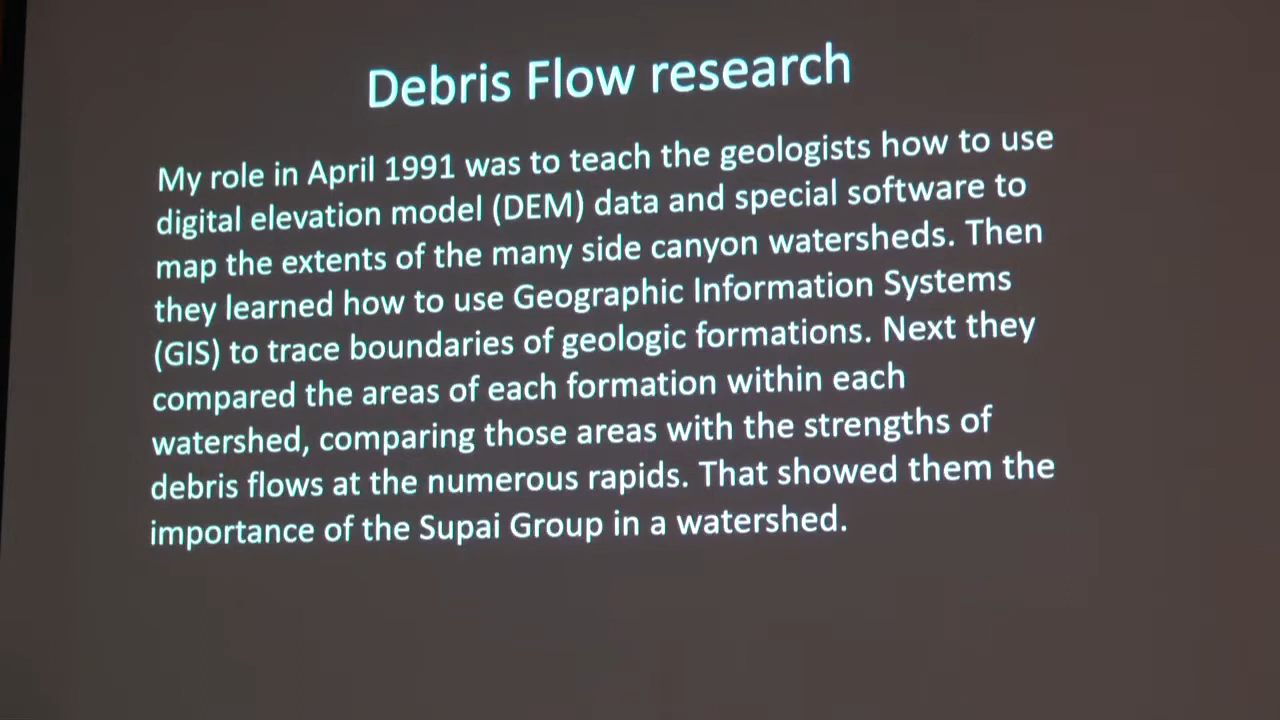 Debris Flow research
My role in April 1991 was to teach the geologists how to use
digital elevation model (DEM) data and special software to
map the extents of the many side canyon watersheds. Then
they learned how to use Geographic Information Systems
(GIS) to trace boundaries of geologic formations. Next they
compared the areas of each formation within each
watershed, comparing those areas with the strengths of
debris flows at the numerous rapids. That showed them the
importance of the Supai Group in a watershed.